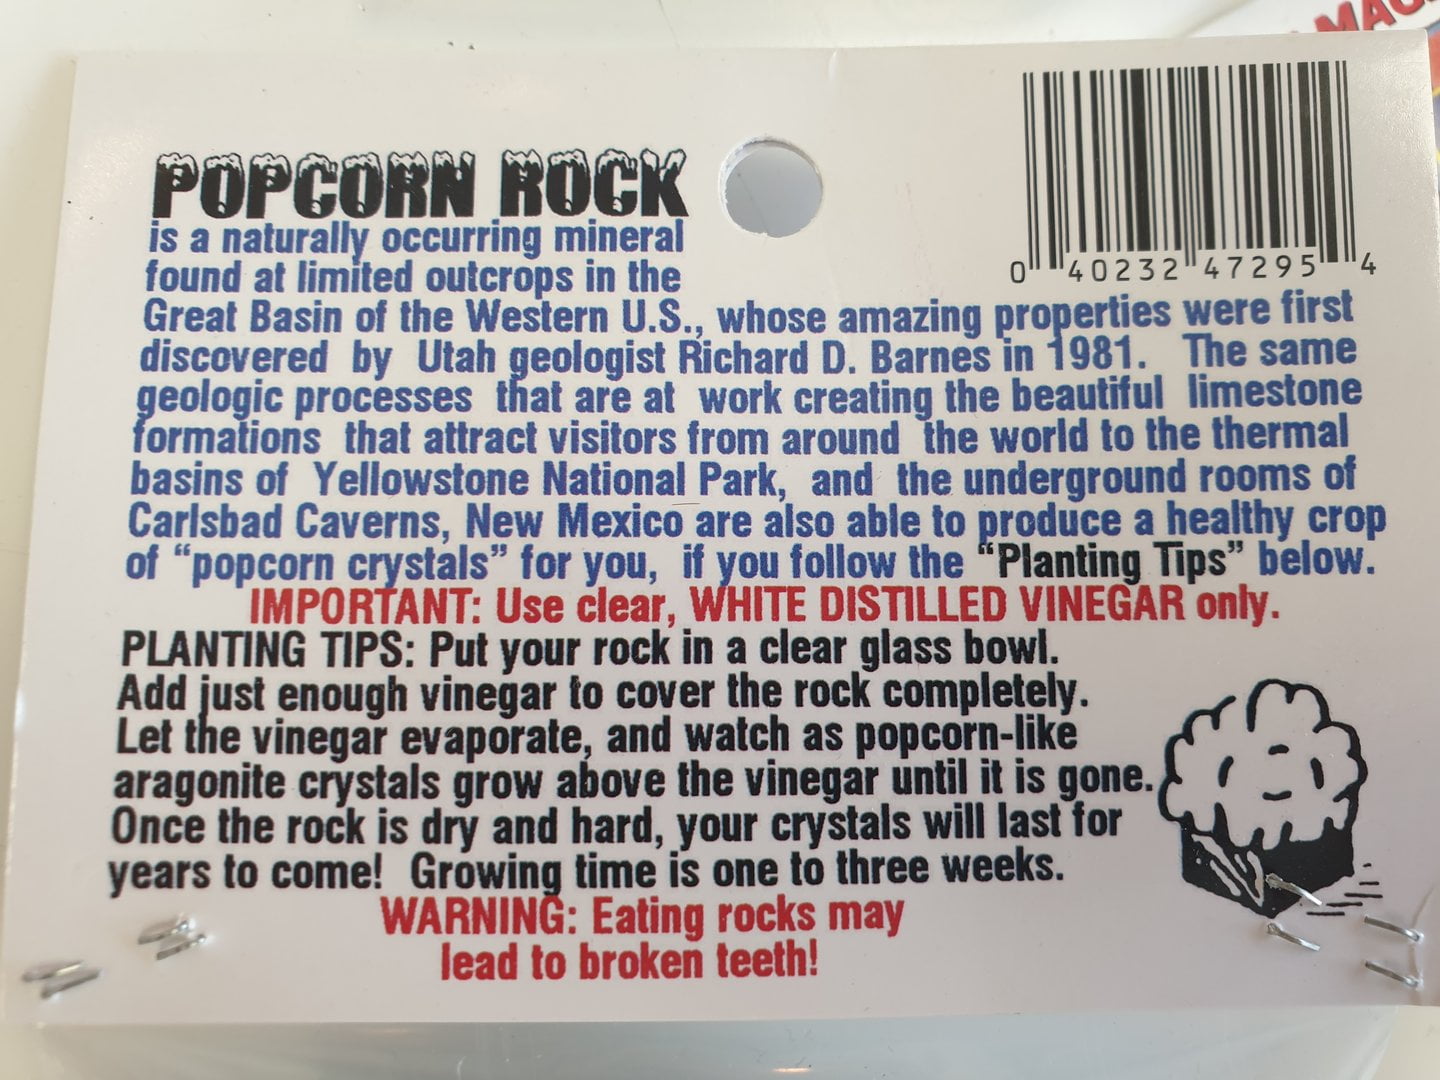 MAG
0 40232 47295 4
POPCORN ROCK
is a naturally occurring mineral
found at limited outcrops in the
Great Basin of the Western U.S., whose amazing properties were first
discovered by Utah geologist Richard D. Barnes in 1981. The same
geologic processes that are at work creating the beautiful limestone
formations that attract visitors from around the world to the thermal
basins of Yellowstone National Park, and the underground rooms of
Carlsbad Caverns, New Mexico are also able to produce a healthy crop
of “popcorn crystals” for you, if you follow the “Planting Tips” below.
IMPORTANT: Use clear, WHITE DISTILLED VINEGAR only.
PLANTING TIPS: Put your rock in a clear glass bowl.
Add just enough vinegar to cover the rock completely.
Let the vinegar evaporate, and watch as popcorn-like
aragonite crystals grow above the vinegar until it is gone.
Once the rock is dry and hard, your crystals will last for
years to come! Growing time is one to three weeks.
WARNING: Eating rocks may
lead to broken teeth!